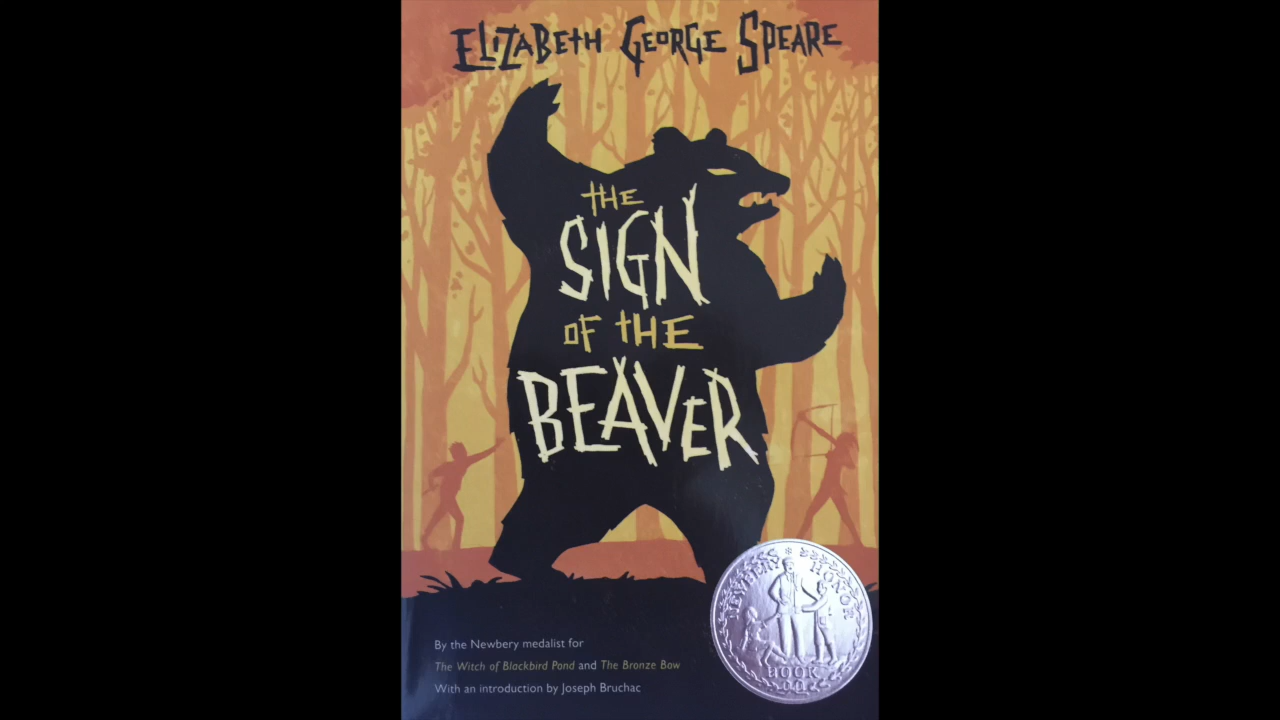 ELIZABETH GEORGE SPEARE
THE
SIGN
OF THE
BEAVER
NEWBERY HONOR
BOOK
By the Newbery medalist for
The Witch of Blackbird Pond and The Bronze Bow
With an introduction by Joseph Bruchac